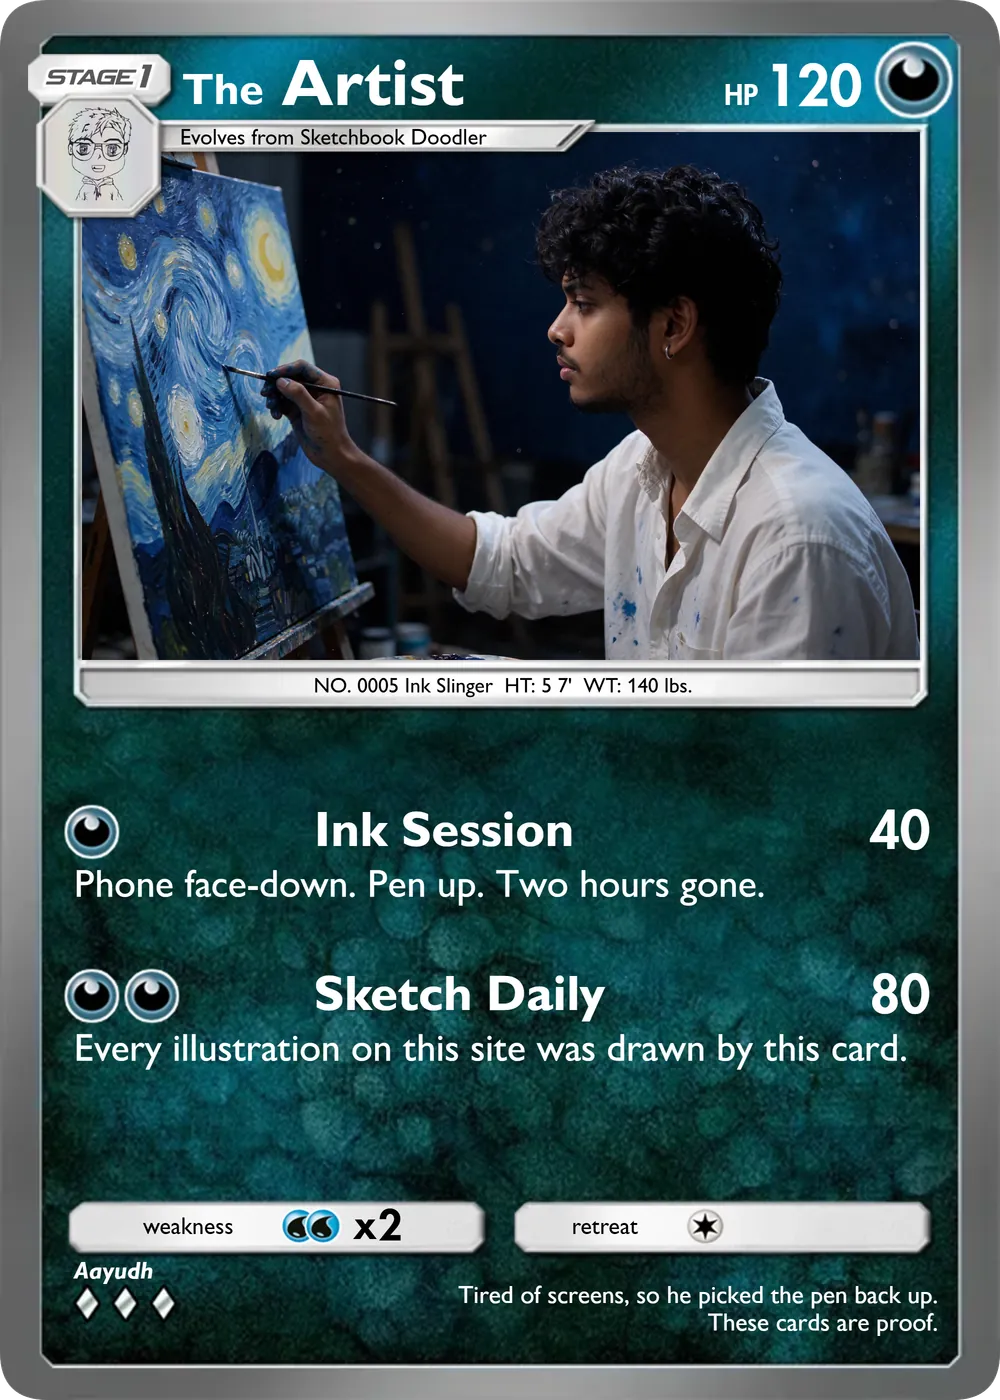 STAGE 1
The Artist
HP 120
Evolves from Sketchbook Doodler
NO. 0005 Ink Slinger HT: 5 7' WT: 140 lbs.
Ink Session 40
Phone face-down. Pen up. Two hours gone.
Sketch Daily 80
Every illustration on this site was drawn by this card.
weakness x2
retreat
Aayudh
Tired of screens, so he picked the pen back up.
These cards are proof.